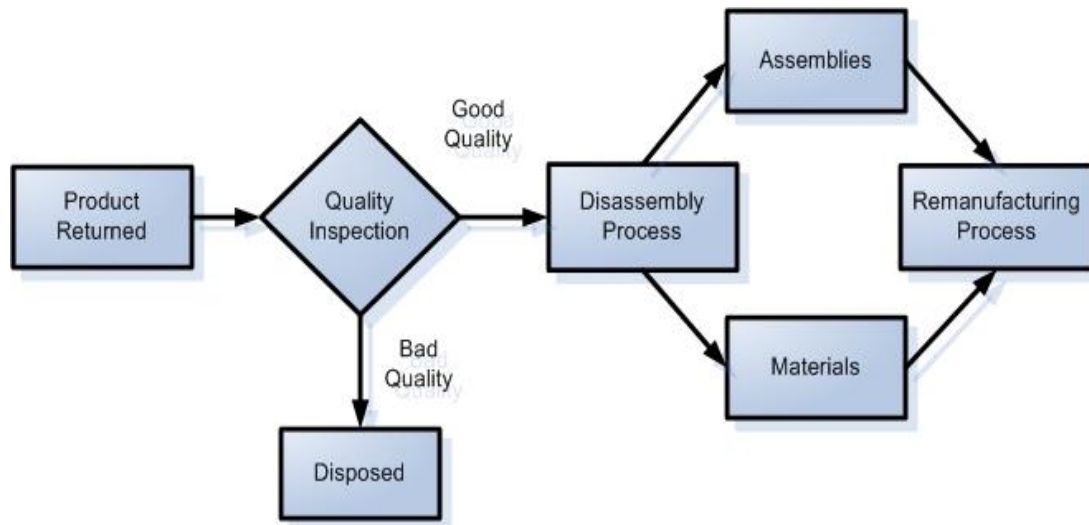 Product
Returned
Quality
Inspection
Good
Quality
Bad
Quality
Disposed
Disassembly
Process
Assemblies
Materials
Remanufacturing
Process